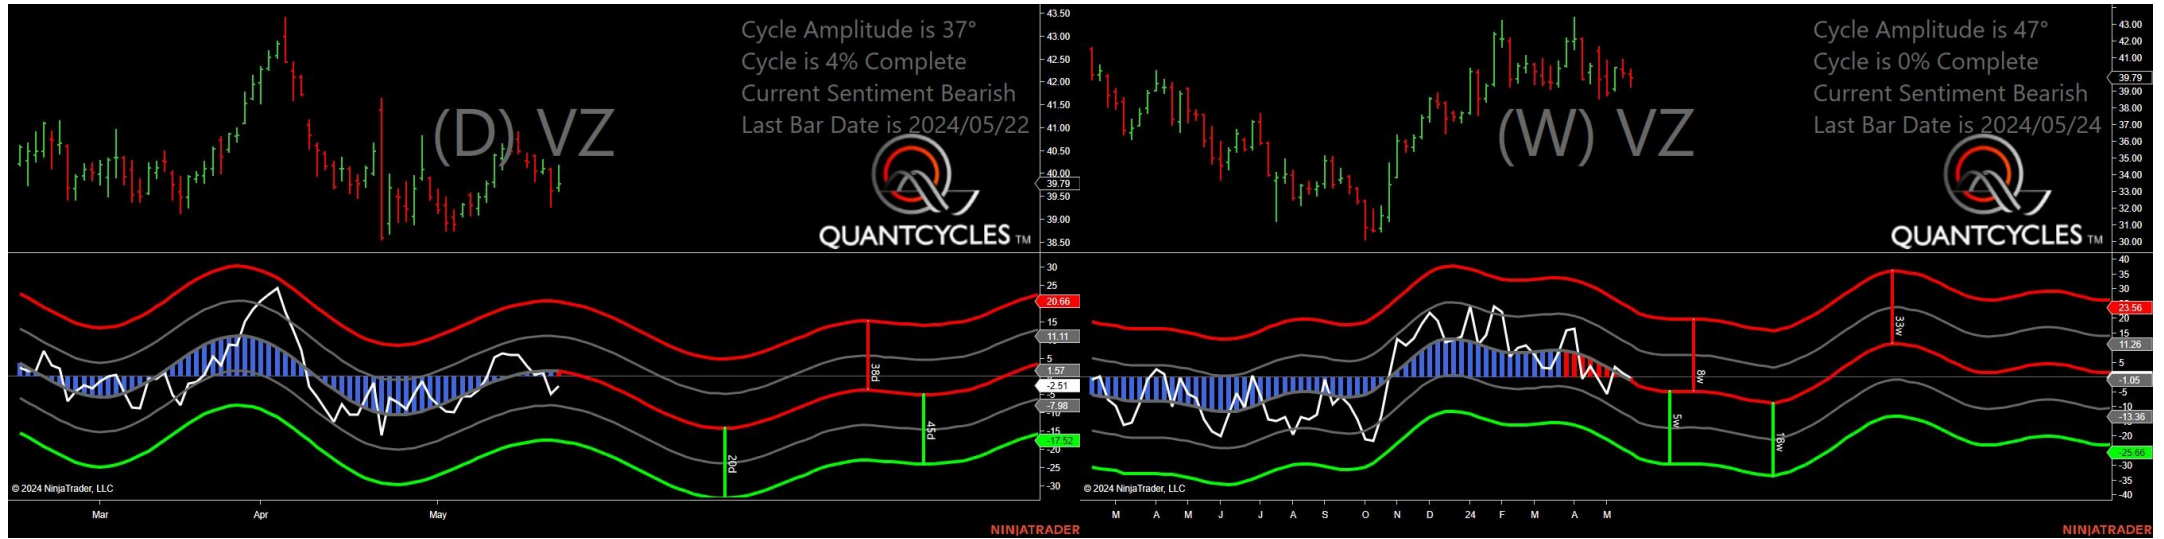 Cycle Amplitude is 37°
Cycle is 4% Complete
Current Sentiment Bearish
Last Bar Date is 2024/05/22
(D) VZ
QUANTCYCLES TM
43.50
43.00
42.50
42.00
41.50
41.00
40.50
40.00
39.79
39.50
39.00
38.50
30
25
20.66
15
11.11
5
1.57
-2.51
-5
-7.98
-10
-15
-17.52
-20
-25
-30
20d
38d
45d
© 2024 NinjaTrader, LLC
Mar
Apr
May
NINJATRADER
Cycle Amplitude is 47°
Cycle is 0% Complete
Current Sentiment Bearish
Last Bar Date is 2024/05/24
(W) VZ
QUANTCYCLES TM
43.00
42.00
41.00
39.79
39.00
38.00
37.00
36.00
35.00
34.00
33.00
32.00
31.00
30.00
40
35
30
23.56
20
15
11.26
5
-1.05
-5
-10
-13.36
-20
-25.66
-30
-35
-40
5w
8w
18w
33w
© 2024 NinjaTrader, LLC
M A M J J A S O N D 24 F M A M
NINJATRADER